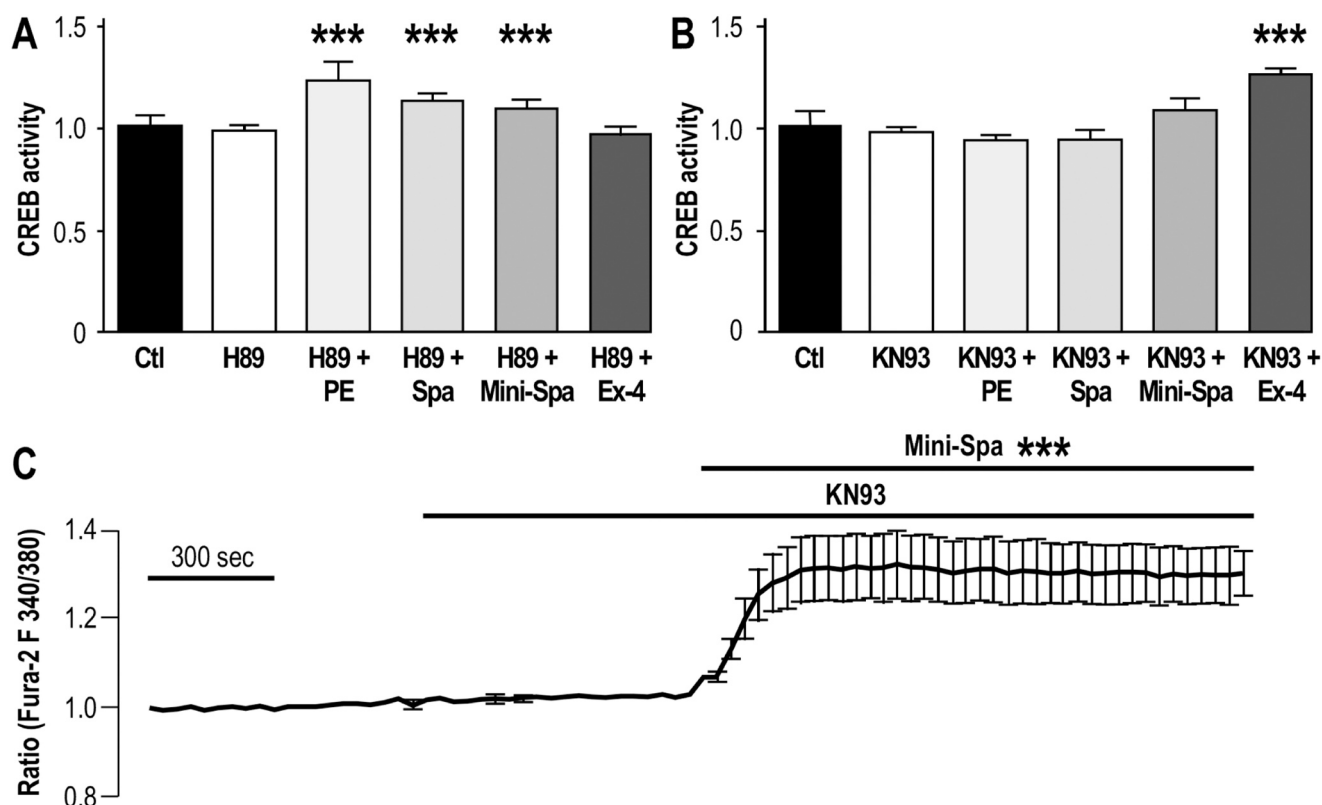 A
CREB activity
1.5
1.0
0.5
0
*** *** ***
Ctl H89 H89 + PE H89 + Spa H89 + Mini-Spa H89 + Ex-4
B
CREB activity
1.5
1.0
0.5
0
***
Ctl KN93 KN93 + PE KN93 + Spa KN93 + Mini-Spa KN93 + Ex-4
C
Mini-Spa ***
KN93
300 sec
Ratio (Fura-2 F 340/380)
1.4
1.2
1.0
0.8